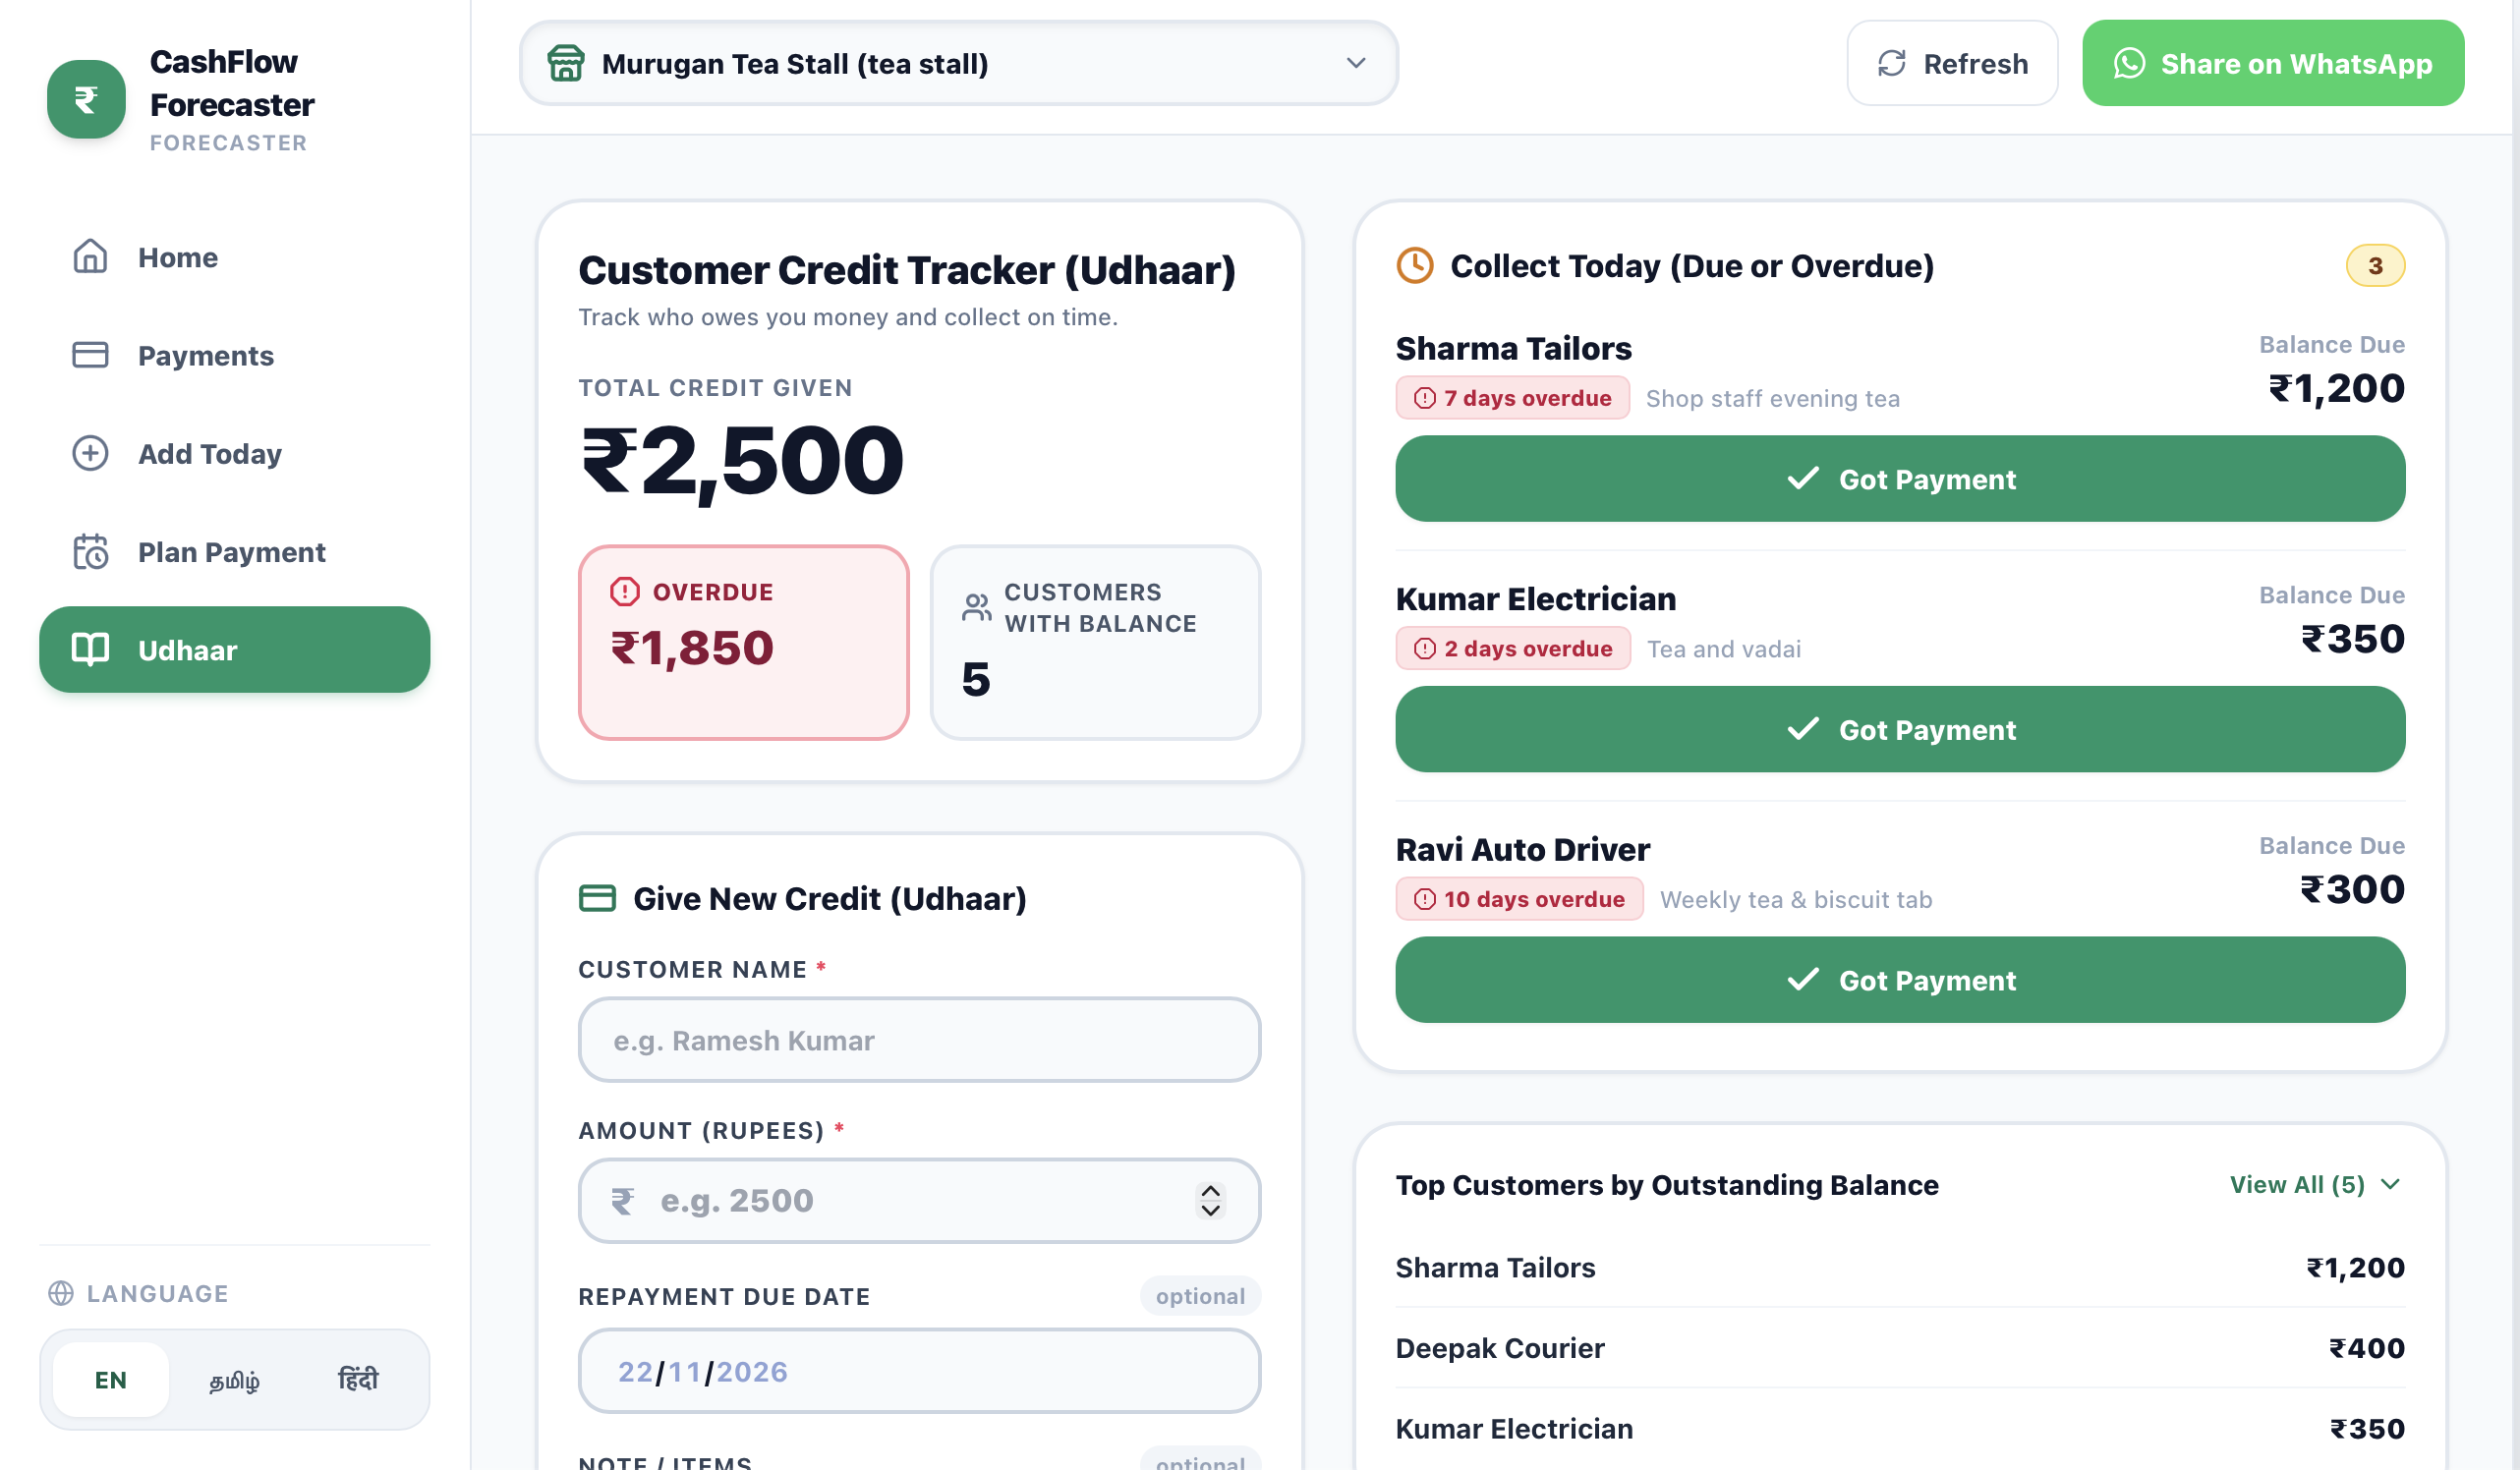 ₹
CashFlow
Forecaster
FORECASTER
Home
Payments
Add Today
Plan Payment
Udhaar
LANGUAGE
EN தமிழ் हिंदी
Murugan Tea Stall (tea stall)
Refresh
Share on WhatsApp
Customer Credit Tracker (Udhaar)
Track who owes you money and collect on time.
TOTAL CREDIT GIVEN
₹2,500
OVERDUE
₹1,850
CUSTOMERS
WITH BALANCE
5
Give New Credit (Udhaar)
CUSTOMER NAME *
e.g. Ramesh Kumar
AMOUNT (RUPEES) *
₹ e.g. 2500
REPAYMENT DUE DATE optional
22/11/2026
NOTE / ITEMS optional
Collect Today (Due or Overdue) 3
Sharma Tailors
Balance Due
7 days overdue Shop staff evening tea
₹1,200
Got Payment
Kumar Electrician
Balance Due
2 days overdue Tea and vadai
₹350
Got Payment
Ravi Auto Driver
Balance Due
10 days overdue Weekly tea & biscuit tab
₹300
Got Payment
Top Customers by Outstanding Balance View All (5)
Sharma Tailors ₹1,200
Deepak Courier ₹400
Kumar Electrician ₹350